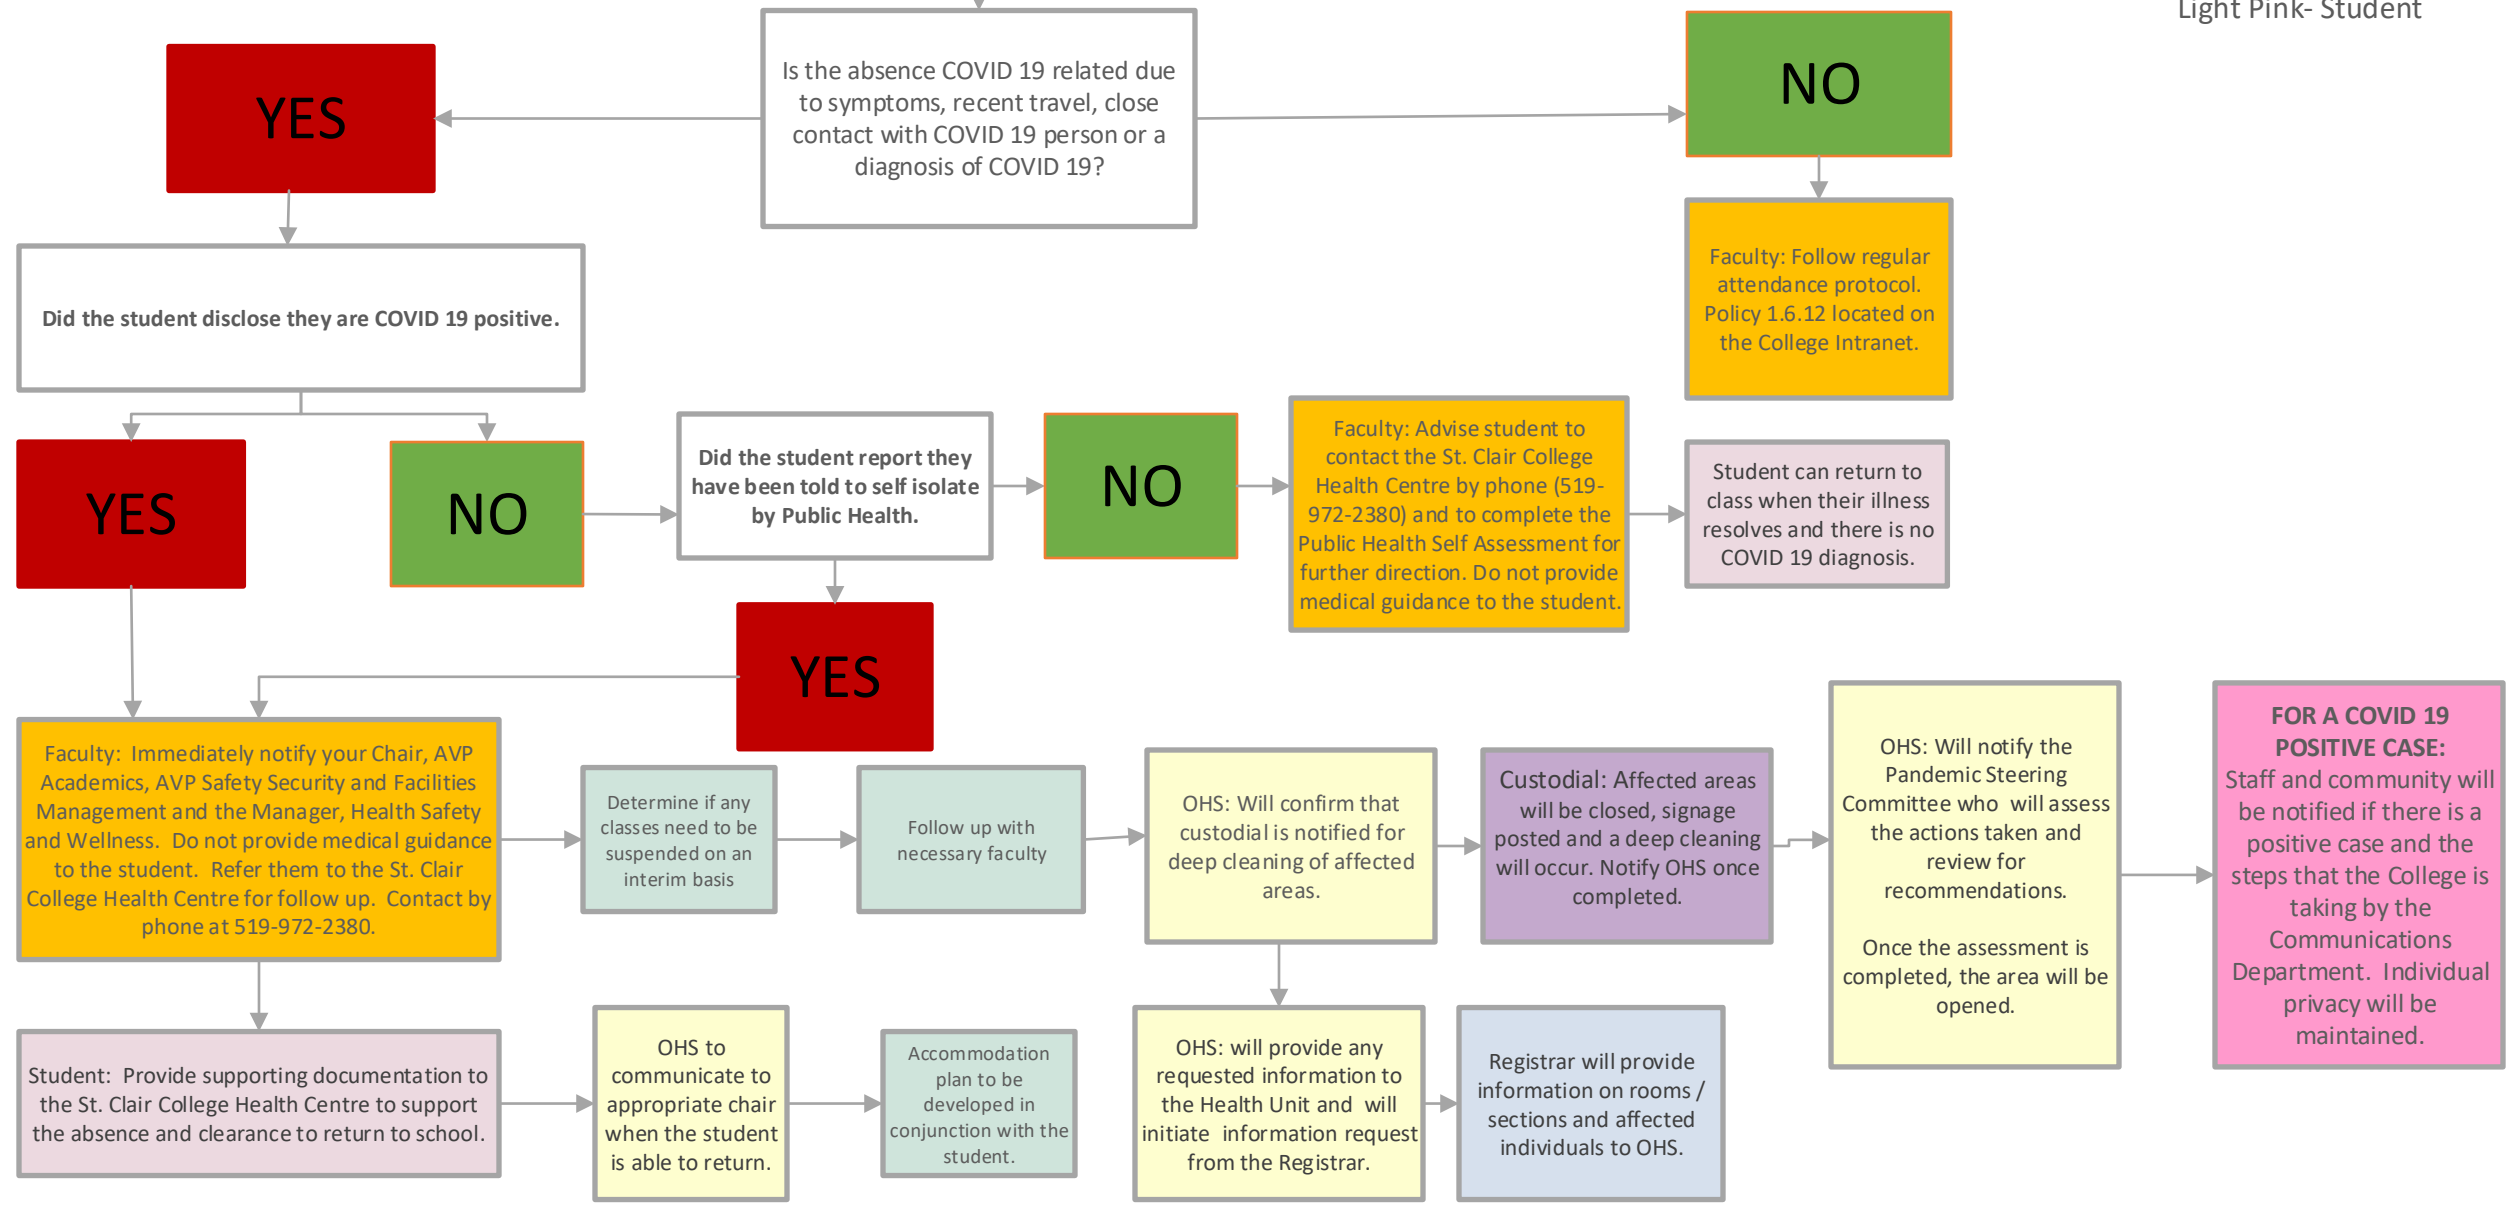 Light Pink- Student
Is the absence COVID 19 related due
to symptoms, recent travel, close
contact with COVID 19 person or a
diagnosis of COVID 19?
YES
NO
Faculty: Follow regular
attendance protocol.
Policy 1.6.12 located on
the College Intranet.
Did the student disclose they are COVID 19 positive.
YES
NO
Did the student report they
have been told to self isolate
by Public Health.
NO
Faculty: Advise student to
contact the St. Clair College
Health Centre by phone (519-
972-2380) and to complete the
Public Health Self Assessment for
further direction. Do not provide
medical guidance to the student.
Student can return to
class when their illness
resolves and there is no
COVID 19 diagnosis.
YES
Faculty: Immediately notify your Chair, AVP
Academics, AVP Safety Security and Facilities
Management and the Manager, Health Safety
and Wellness. Do not provide medical guidance
to the student. Refer them to the St. Clair
College Health Centre for follow up. Contact by
phone at 519-972-2380.
Determine if any
classes need to be
suspended on an
interim basis
Follow up with
necessary faculty
OHS: Will confirm that
custodial is notified for
deep cleaning of affected
areas.
Custodial: Affected areas
will be closed, signage
posted and a deep cleaning
will occur. Notify OHS once
completed.
OHS: Will notify the
Pandemic Steering
Committee who will assess
the actions taken and
review for
recommendations.
Once the assessment is
completed, the area will be
opened.
FOR A COVID 19
POSITIVE CASE:
Staff and community will
be notified if there is a
positive case and the
steps that the College is
taking by the
Communications
Department. Individual
privacy will be
maintained.
Student: Provide supporting documentation to
the St. Clair College Health Centre to support
the absence and clearance to return to school.
OHS to
communicate to
appropriate chair
when the student
is able to return.
Accommodation
plan to be
developed in
conjunction with the
student.
OHS: will provide any
requested information to
the Health Unit and will
initiate information request
from the Registrar.
Registrar will provide
information on rooms /
sections and affected
individuals to OHS.